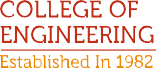 COLLEGE OF
ENGINEERING
Established In 1982